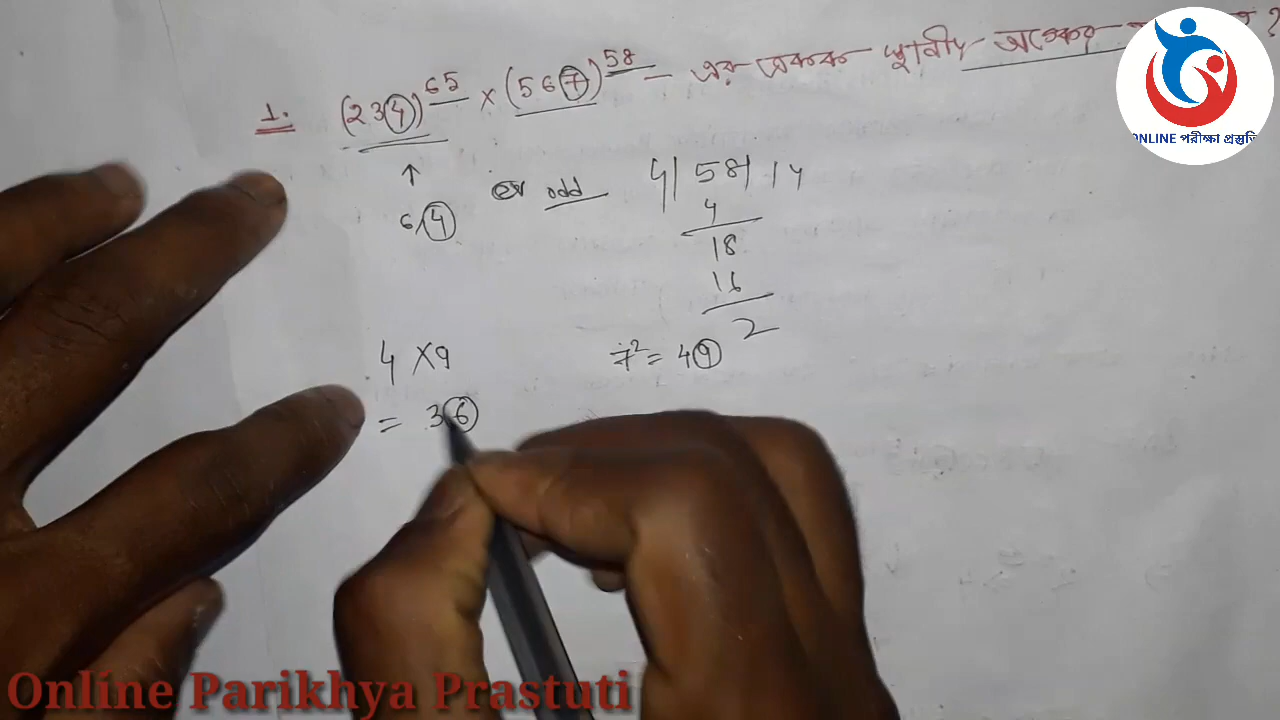 1. (234)^65 × (567)^58 – এর একক স্থানীয় অঙ্কের ?
ONLINE পরীক্ষা প্রস্তুতি
↑
6, 4
odd
4) 58 ( 14
4
18
16
2
4 × 9
7² = 49
= 36
Online Parikhya Prastuti